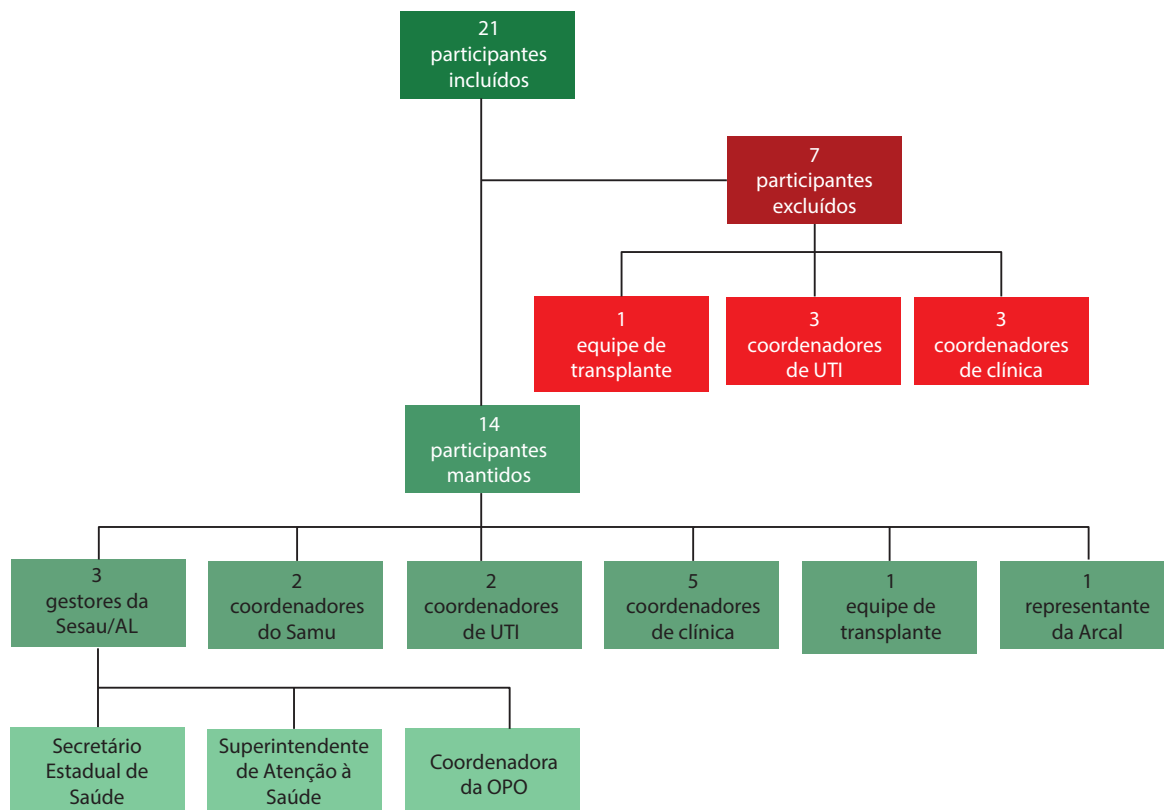 21
participantes
incluídos
7
participantes
excluídos
1
equipe de
transplante
3
coordenadores
de UTI
3
coordenadores
de clínica
14
participantes
mantidos
3
gestores da
Sesau/AL
2
coordenadores
do Samu
2
coordenadores
de UTI
5
coordenadores
de clínica
1
equipe de
transplante
1
representante
da Arcal
Secretário
Estadual de
Saúde
Superintendente
de Atenção à
Saúde
Coordenadora
da OPO